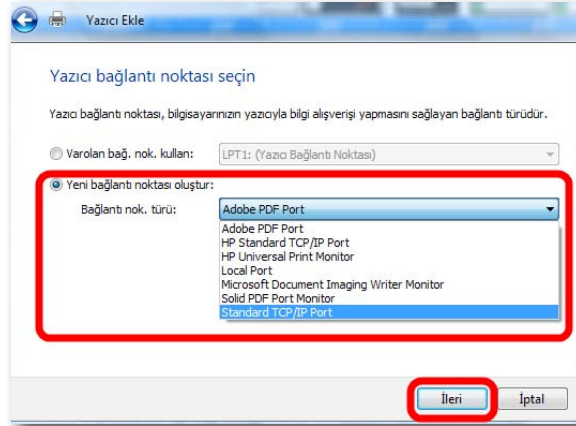 Yazıcı Ekle
Yazıcı bağlantı noktası seçin
Yazıcı bağlantı noktası, bilgisayarınızın yazıcıyla bilgi alışverişi yapmasını sağlayan bağlantı türüdür.
Varolan bağ. nok. kullan: LPT1: (Yazıcı Bağlantı Noktası)
Yeni bağlantı noktası oluştur:
Bağlantı nok. türü: Adobe PDF Port
Adobe PDF Port
HP Standard TCP/IP Port
HP Universal Print Monitor
Local Port
Microsoft Document Imaging Writer Monitor
Solid PDF Port Monitor
Standard TCP/IP Port
İleri İptal